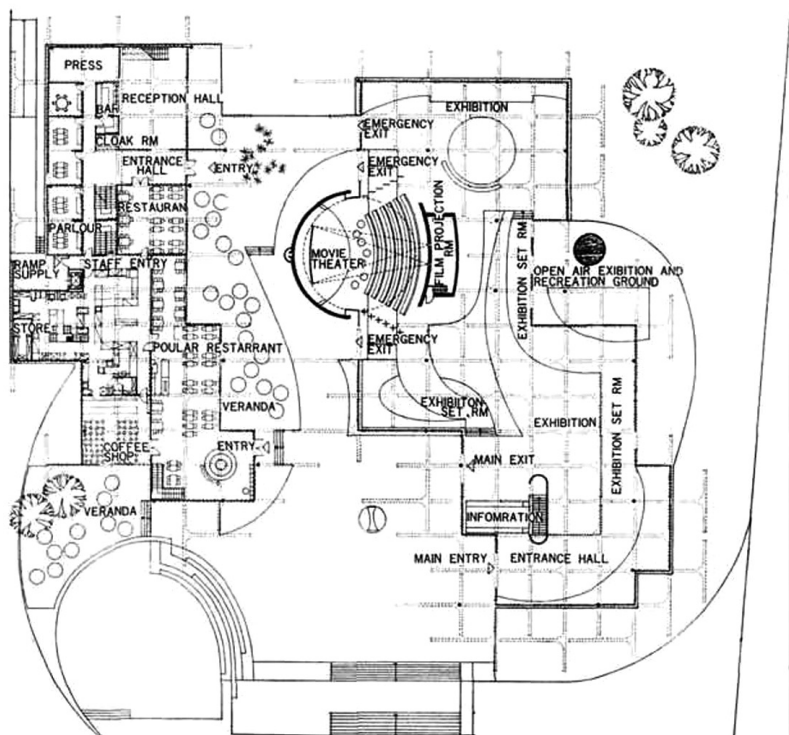 PRESS
BAR
RECEPTION HALL
CLOAK RM
ENTRANCE
HALL
ENTRY
EMERGENCY
EXIT
EMERGENCY
EXIT
EXHIBITION
RESTAURAN
PARLOUR
RAMP
SUPPLY
STAFF ENTRY
STORE
MOVIE
THEATER
FILM PROJECTION
RM
EXHIBITION SET RM
OPEN AIR EXIBITION AND
RECREATION GROUND
POULAR RESTARRANT
EMERGENCY
EXIT
VERANDA
EXHIBITON
SET RM
EXHIBITION
EXHIBITION SET RM
COFFEE
SHOP
ENTRY
MAIN EXIT
VERANDA
INFOMRATION
MAIN ENTRY
ENTRANCE HALL